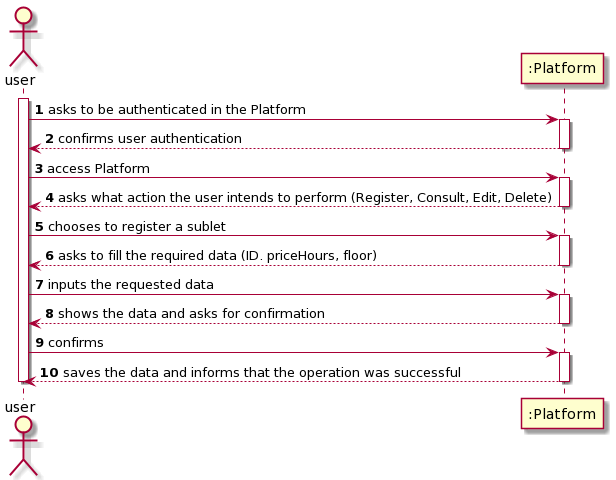 user
:Platform
1 asks to be authenticated in the Platform
2 confirms user authentication
3 access Platform
4 asks what action the user intends to perform (Register, Consult, Edit, Delete)
5 chooses to register a sublet
6 asks to fill the required data (ID. priceHours, floor)
7 inputs the requested data
8 shows the data and asks for confirmation
9 confirms
10 saves the data and informs that the operation was successful
user
:Platform